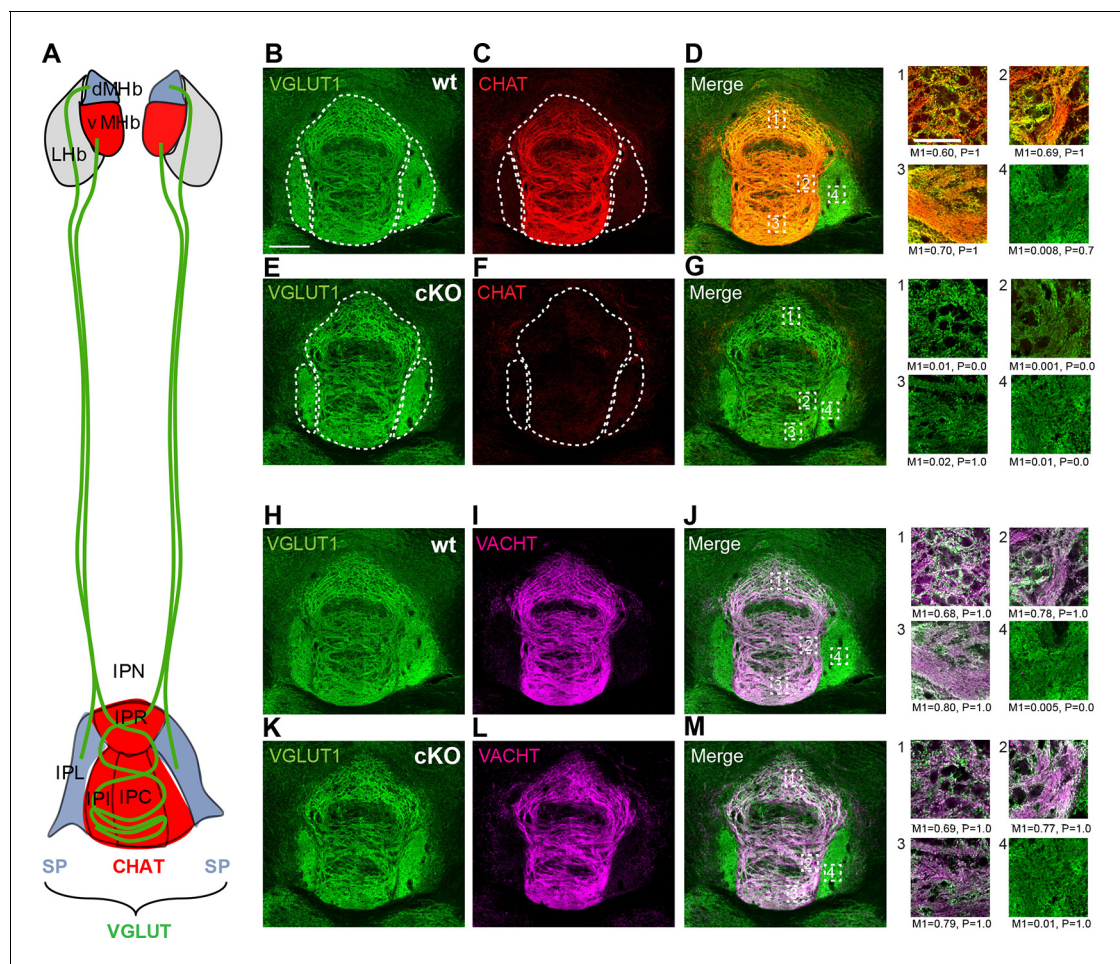 A
dMHb
vMHb
LHb
IPN
IPR
IPL
IPI
IPC
SP
CHAT
SP
VGLUT
B
VGLUT1
wt
C
CHAT
D
Merge
1
2
3
4
1
M1=0.60, P=1
2
M1=0.69, P=1
3
M1=0.70, P=1
4
M1=0.008, P=0.7
E
VGLUT1
cKO
F
CHAT
G
Merge
1
2
3
4
1
M1=0.01, P=0.0
2
M1=0.001, P=0.0
3
M1=0.02, P=1.0
4
M1=0.01, P=0.0
H
VGLUT1
wt
I
VACHT
J
Merge
1
2
3
4
1
M1=0.68, P=1.0
2
M1=0.78, P=1.0
3
M1=0.80, P=1.0
4
M1=0.005, P=0.0
K
VGLUT1
cKO
L
VACHT
M
Merge
1
2
3
4
1
M1=0.69, P=1.0
2
M1=0.77, P=1.0
3
M1=0.79, P=1.0
4
M1=0.01, P=1.0